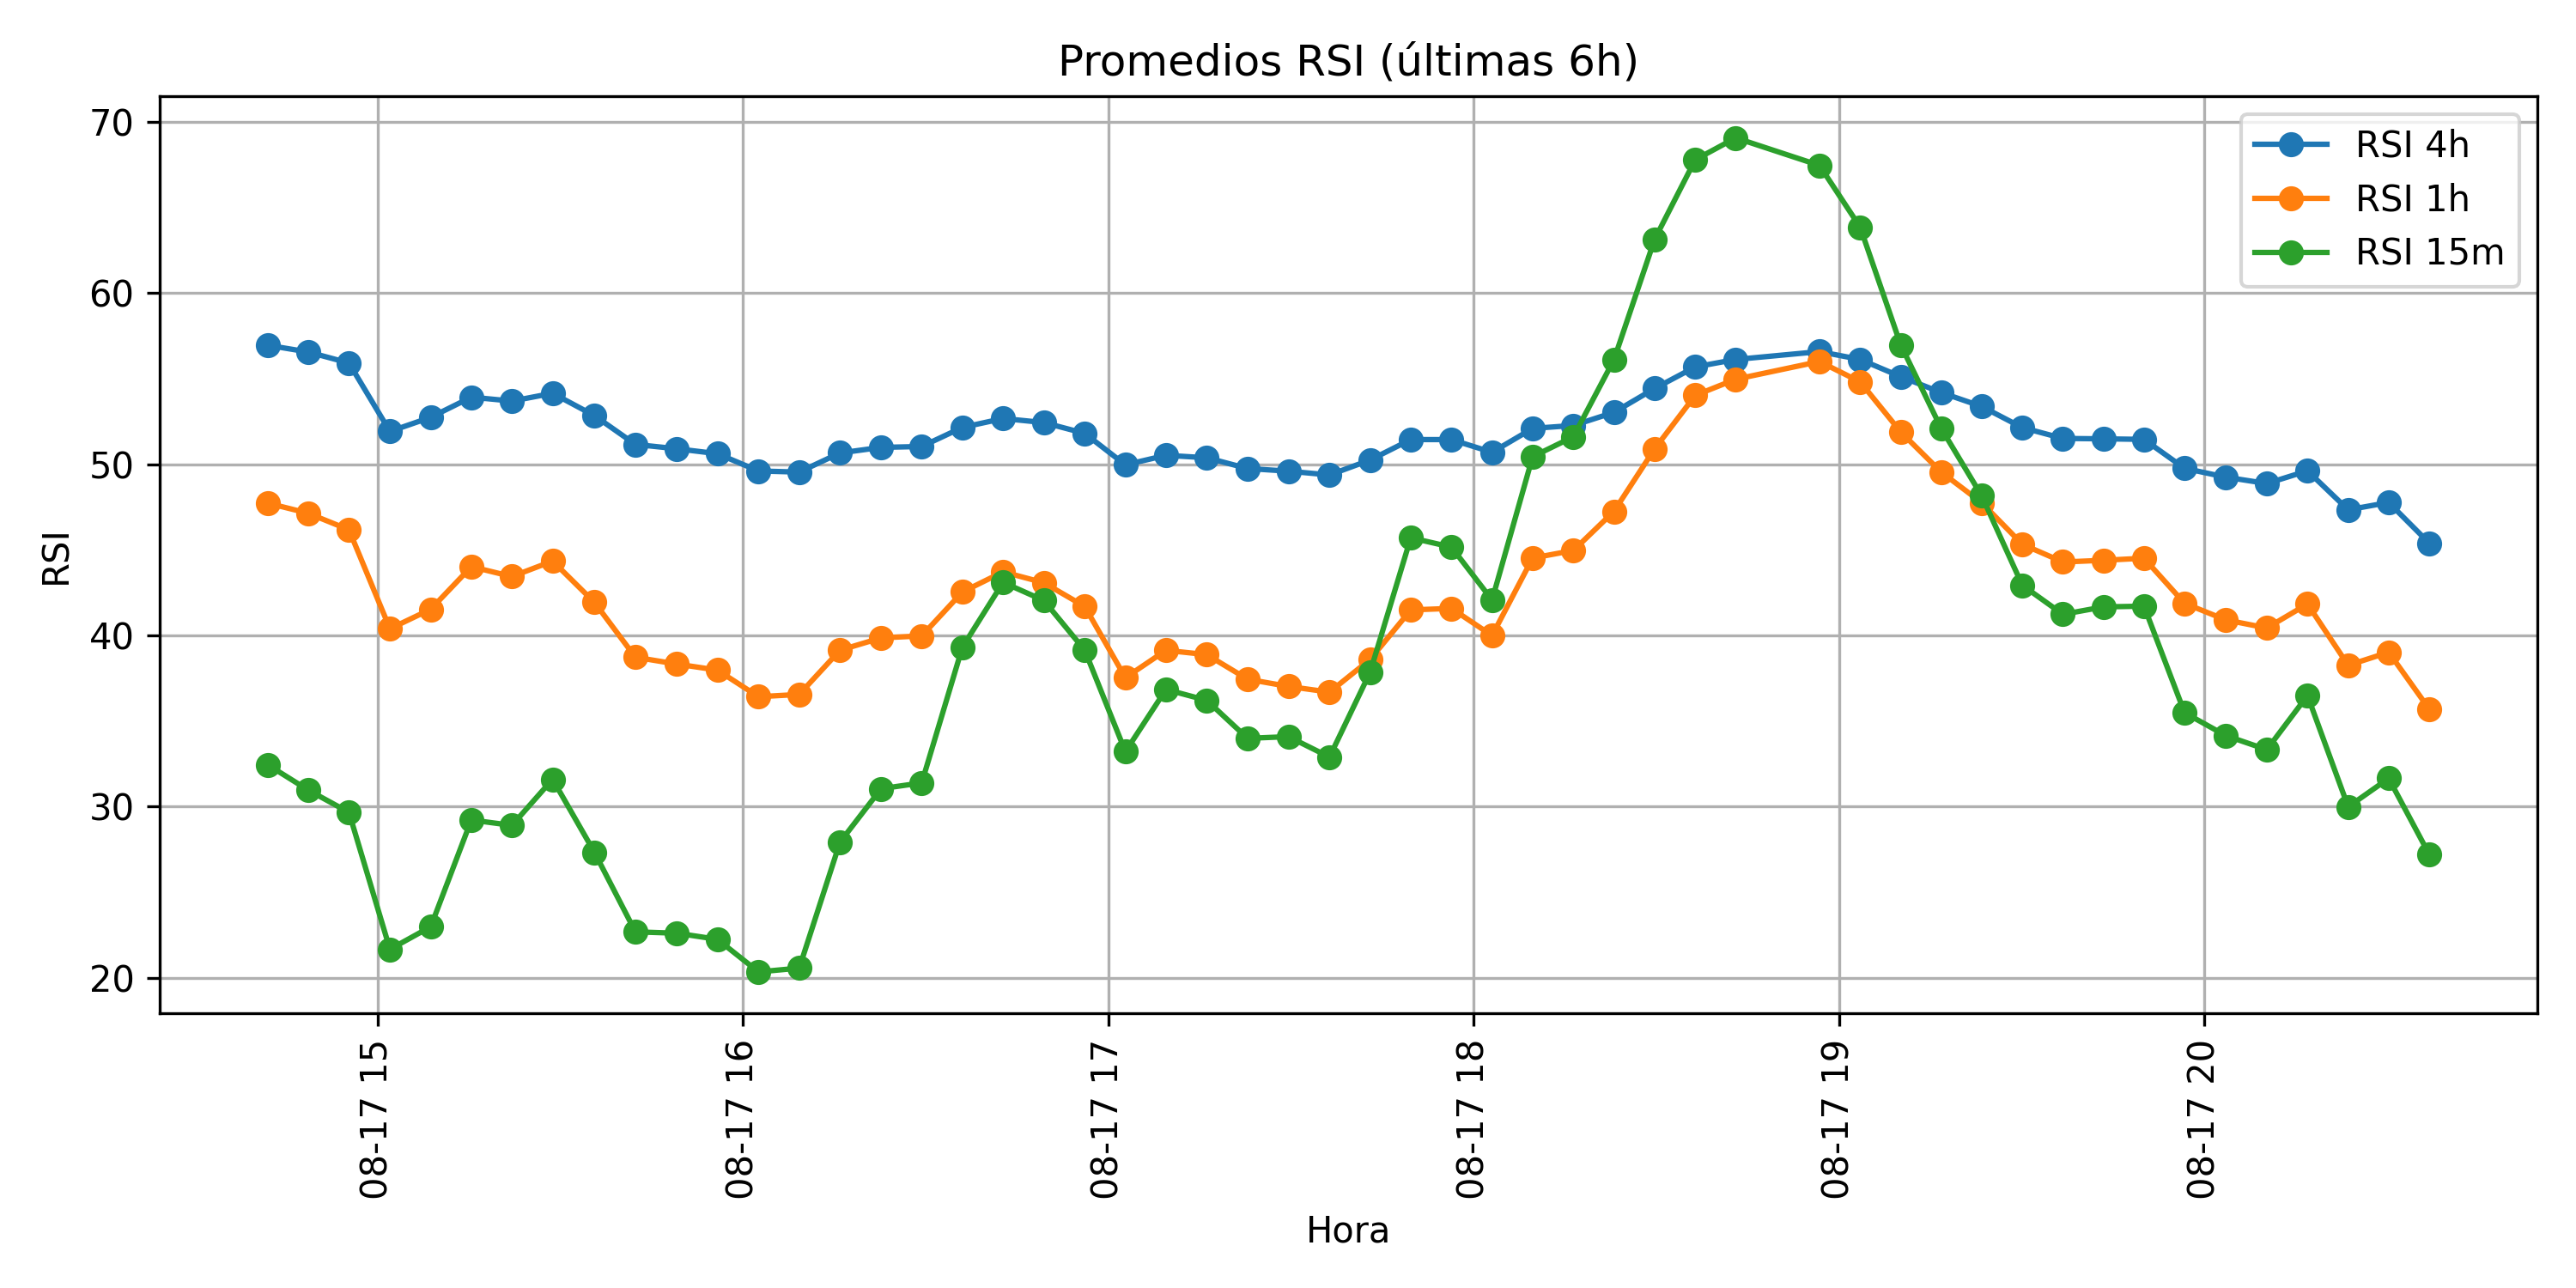 Promedios RSI (últimas 6h)
RSI 4h
RSI 1h
RSI 15m
RSI
70
60
50
40
30
20
08-17 15
08-17 16
08-17 17
08-17 18
08-17 19
08-17 20
Hora